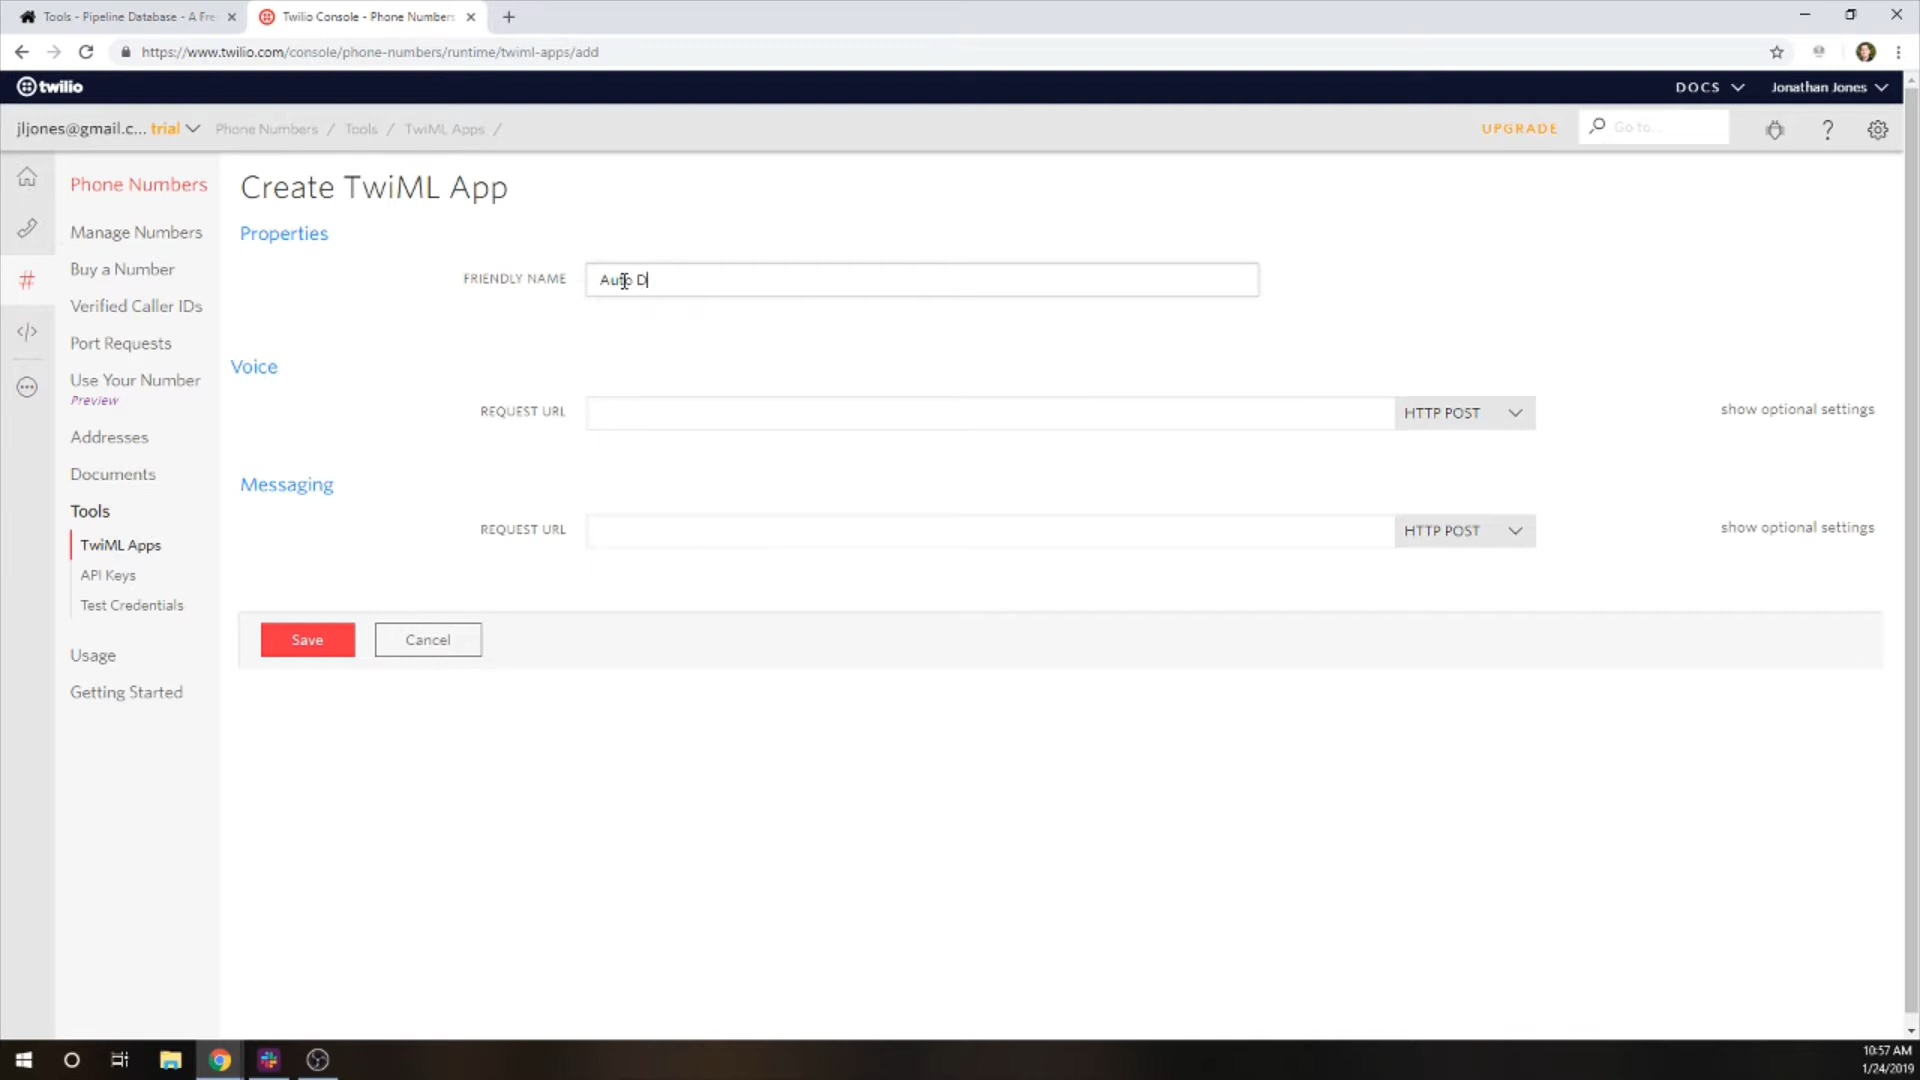 Tools - Pipeline Database - A Fre
Twilio Console - Phone Numbers
https://www.twilio.com/console/phone-numbers/runtime/twiml-apps/add
twilio
DOCS
Jonathan Jones
jljones@gmail.c... trial
Phone Numbers / Tools / TwiML Apps /
UPGRADE
Go to...
Phone Numbers
Manage Numbers
Buy a Number
Verified Caller IDs
Port Requests
Use Your Number
Preview
Addresses
Documents
Tools
TwiML Apps
API Keys
Test Credentials
Usage
Getting Started
Create TwiML App
Properties
FRIENDLY NAME
Auto D
Voice
REQUEST URL
HTTP POST
show optional settings
Messaging
REQUEST URL
HTTP POST
show optional settings
Save
Cancel
10:57 AM
1/24/2019